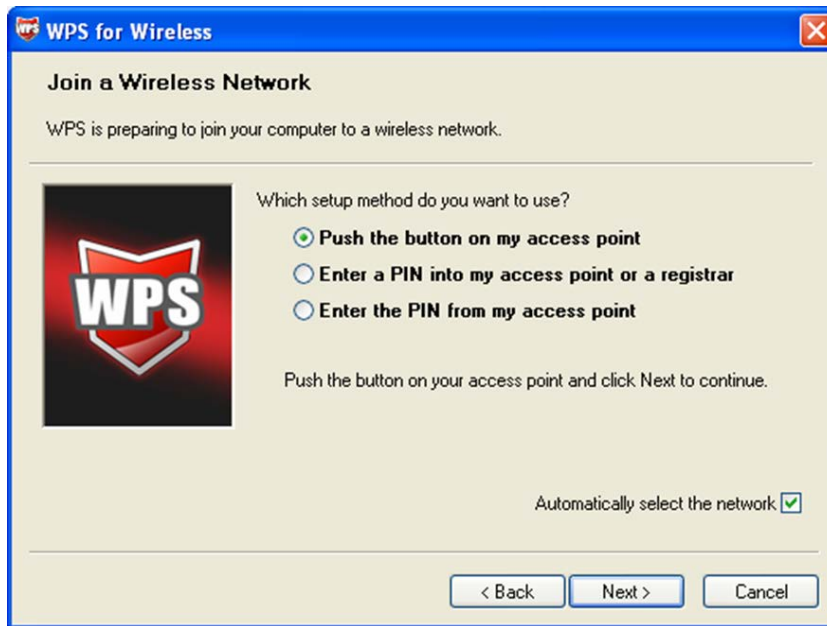 WPS WPS for Wireless
Join a Wireless Network
WPS is preparing to join your computer to a wireless network.
Which setup method do you want to use?
Push the button on my access point
Enter a PIN into my access point or a registrar
Enter the PIN from my access point
WPS
Push the button on your access point and click Next to continue.
Automatically select the network
< Back Next > Cancel